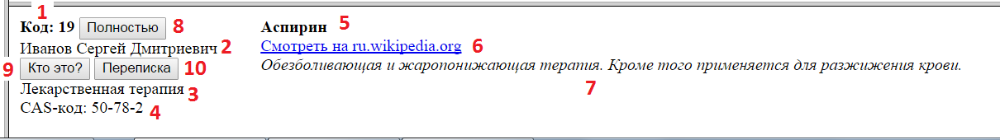 1
Код: 19 Полностью 8
Иванов Сергей Дмитриевич 2
9 Кто это? Переписка 10
Лекарственная терапия 3
CAS-код: 50-78-2 4
Аспирин 5
Смотреть на ru.wikipedia.org 6
Обезболивающая и жаропонижающая терапия. Кроме того применяется для разжижения крови.
7